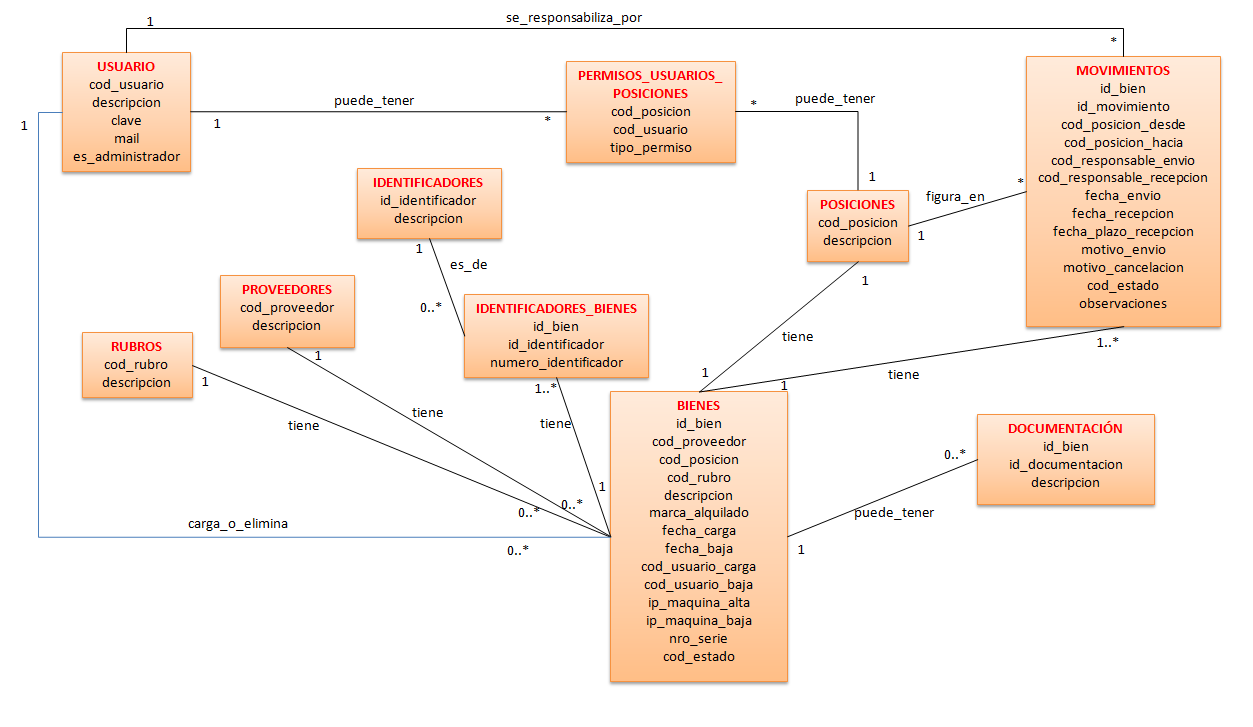 1
se_responsabiliza_por
*
USUARIO
cod_usuario
descripcion
clave
mail
es_administrador
1
1
puede_tener
*
PERMISOS_USUARIOS_
POSICIONES
cod_posicion
cod_usuario
tipo_permiso
*
puede_tener
1
MOVIMIENTOS
id_bien
id_movimiento
cod_posicion_desde
cod_posicion_hacia
cod_responsable_envio
cod_responsable_recepcion
fecha_envio
fecha_recepcion
fecha_plazo_recepcion
motivo_envio
motivo_cancelacion
cod_estado
observaciones
IDENTIFICADORES
id_identificador
descripcion
1
es_de
0..*
POSICIONES
cod_posicion
descripcion
figura_en
*
1
1
tiene
1
PROVEEDORES
cod_proveedor
descripcion
1
tiene
0..*
IDENTIFICADORES_BIENES
id_bien
id_identificador
numero_identificador
1..*
tiene
1
RUBROS
cod_rubro
descripcion
1
tiene
0..*
1..*
tiene
1
BIENES
id_bien
cod_proveedor
cod_posicion
cod_rubro
descripcion
marca_alquilado
fecha_carga
fecha_baja
cod_usuario_carga
cod_usuario_baja
ip_maquina_alta
ip_maquina_baja
nro_serie
cod_estado
DOCUMENTACIÓN
id_bien
id_documentacion
descripcion
0..*
puede_tener
1
carga_o_elimina
0..*